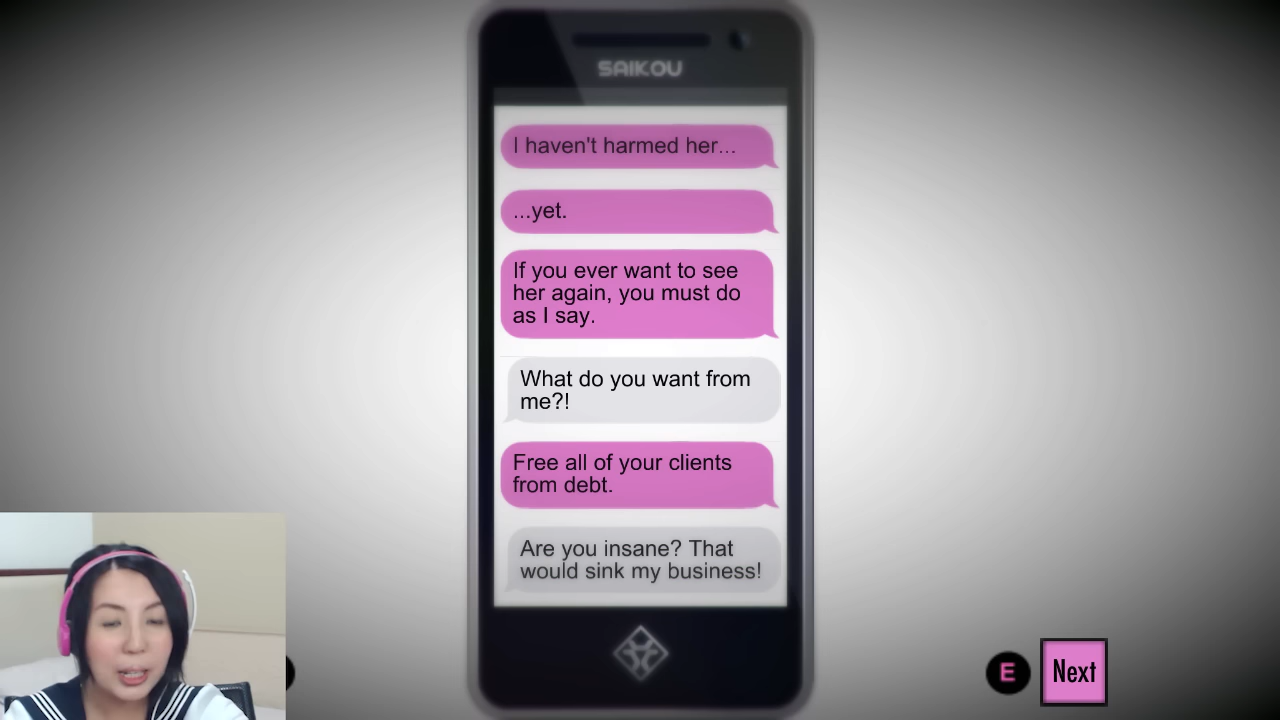 SAIKOU
I haven't harmed her...
...yet.
If you ever want to see
her again, you must do
as I say.
What do you want from
me?!
Free all of your clients
from debt.
Are you insane? That
would sink my business!
E
Next